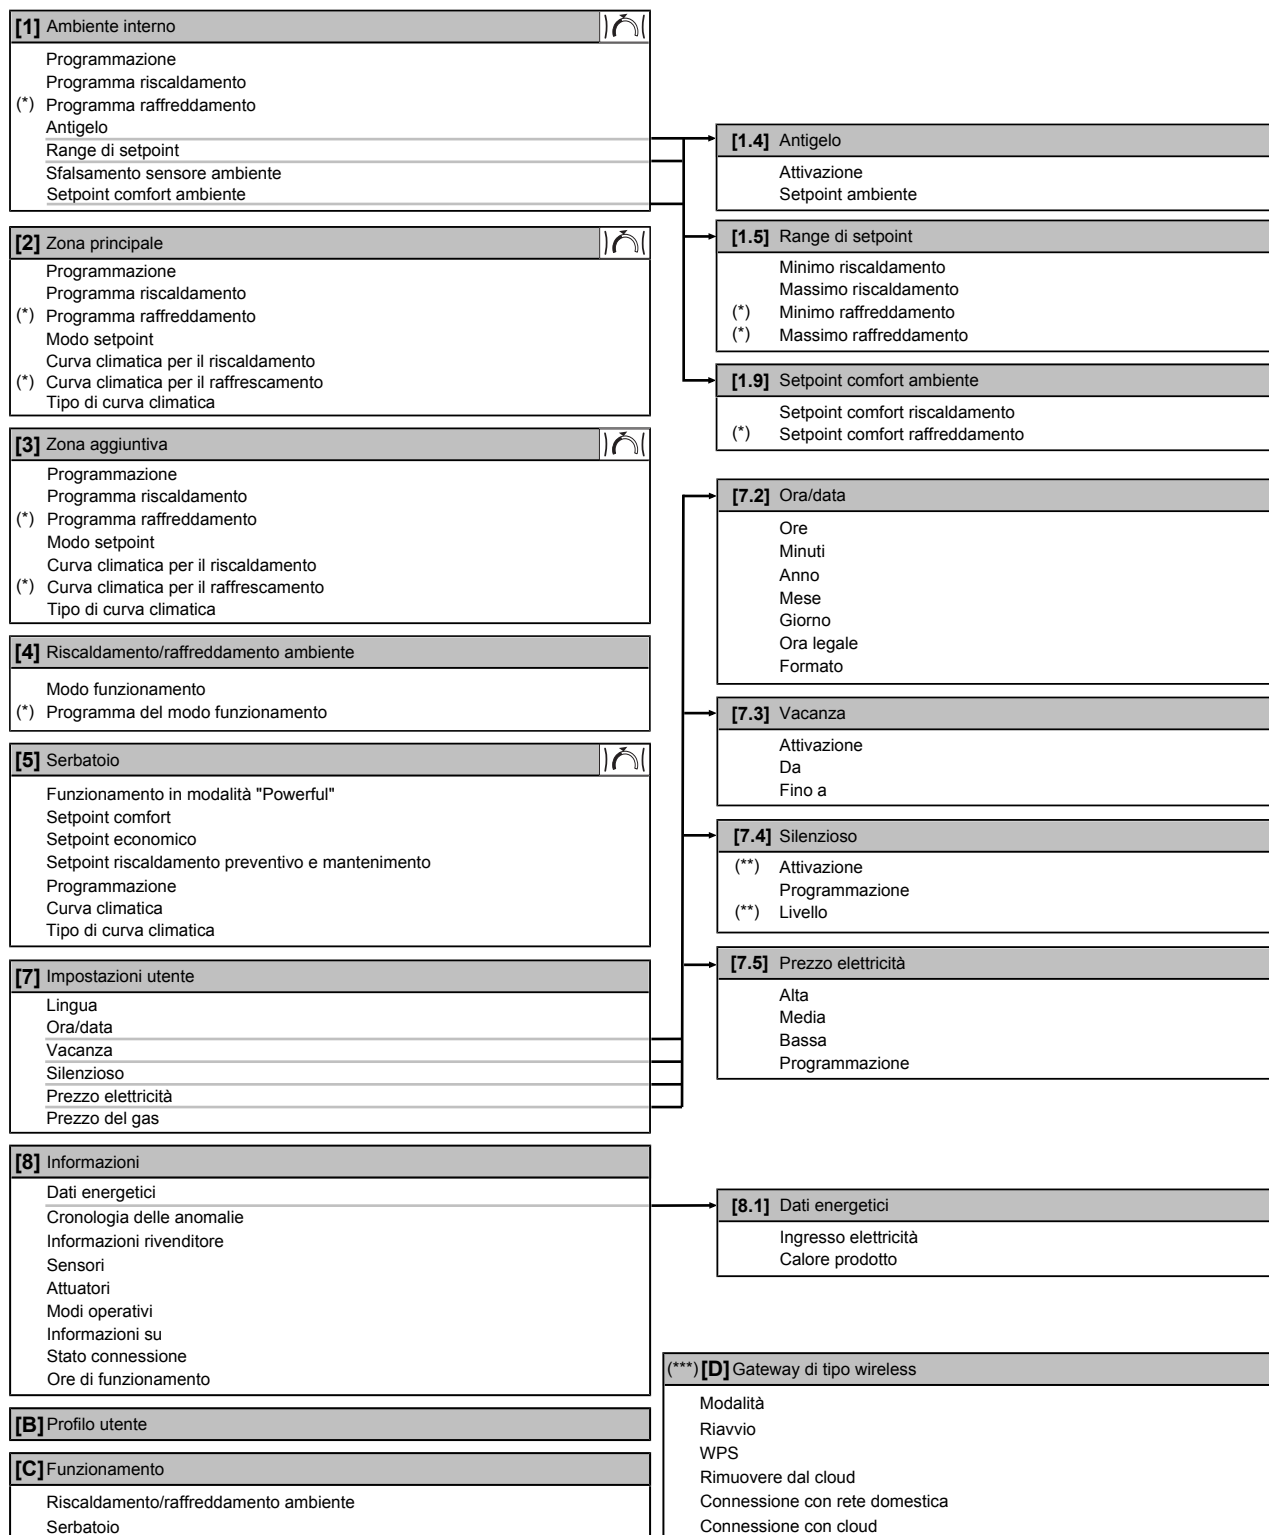 [1] Ambiente interno
Programmazione
Programma riscaldamento
(*) Programma raffreddamento
Antigelo
Range di setpoint
Sfalsamento sensore ambiente
Setpoint comfort ambiente
[2] Zona principale
Programmazione
Programma riscaldamento
(*) Programma raffreddamento
Modo setpoint
Curva climatica per il riscaldamento
(*) Curva climatica per il raffrescamento
Tipo di curva climatica
[3] Zona aggiuntiva
Programmazione
Programma riscaldamento
(*) Programma raffreddamento
Modo setpoint
Curva climatica per il riscaldamento
(*) Curva climatica per il raffrescamento
Tipo di curva climatica
[4] Riscaldamento/raffreddamento ambiente
Modo funzionamento
(*) Programma del modo funzionamento
[5] Serbatoio
Funzionamento in modalità "Powerful"
Setpoint comfort
Setpoint economico
Setpoint riscaldamento preventivo e mantenimento
Programmazione
Curva climatica
Tipo di curva climatica
[7] Impostazioni utente
Lingua
Ora/data
Vacanza
Silenzioso
Prezzo elettricità
Prezzo del gas
[8] Informazioni
Dati energetici
Cronologia delle anomalie
Informazioni rivenditore
Sensori
Attuatori
Modi operativi
Informazioni su
Stato connessione
Ore di funzionamento
[B] Profilo utente
[C] Funzionamento
Riscaldamento/raffreddamento ambiente
Serbatoio
[1.4] Antigelo
Attivazione
Setpoint ambiente
[1.5] Range di setpoint
Minimo riscaldamento
Massimo riscaldamento
(*) Minimo raffreddamento
(*) Massimo raffreddamento
[1.9] Setpoint comfort ambiente
Setpoint comfort riscaldamento
(*) Setpoint comfort raffreddamento
[7.2] Ora/data
Ore
Minuti
Anno
Mese
Giorno
Ora legale
Formato
[7.3] Vacanza
Attivazione
Da
Fino a
[7.4] Silenzioso
(**) Attivazione
Programmazione
(**) Livello
[7.5] Prezzo elettricità
Alta
Media
Bassa
Programmazione
[8.1] Dati energetici
Ingresso elettricità
Calore prodotto
(***) [D] Gateway di tipo wireless
Modalità
Riavvio
WPS
Rimuovere dal cloud
Connessione con rete domestica
Connessione con cloud